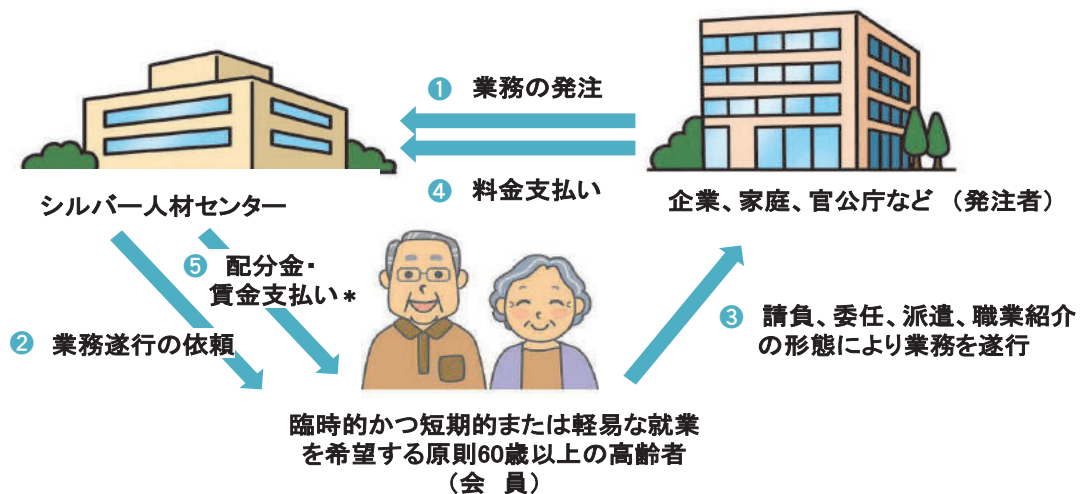 ❶ 業務の発注
❹ 料金支払い
シルバー人材センター
企業、家庭、官公庁など （発注者）
❺ 配分金・
賃金支払い＊
❷ 業務遂行の依頼
❸ 請負、委任、派遣、職業紹介
の形態により業務を遂行
臨時的かつ短期的または軽易な就業
を希望する原則60歳以上の高齢者
（会　員）